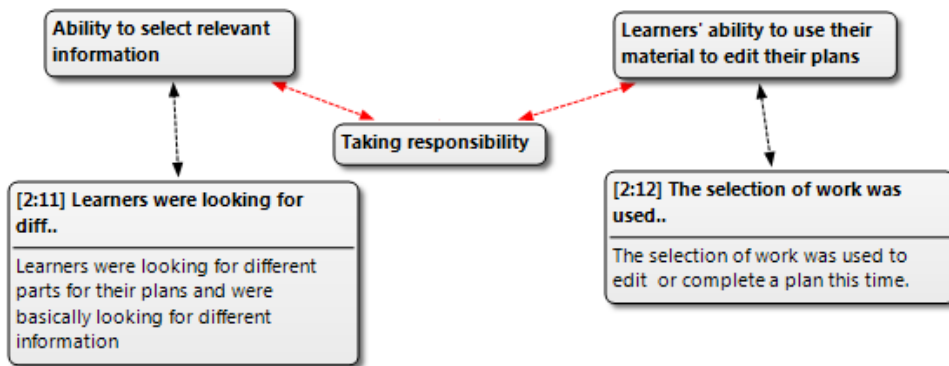 Ability to select relevant
information
Learners' ability to use their
material to edit their plans
Taking responsibility
[2:11] Learners were looking for
diff..
Learners were looking for different
parts for their plans and were
basically looking for different
information
[2:12] The selection of work was
used..
The selection of work was used to
edit or complete a plan this time.